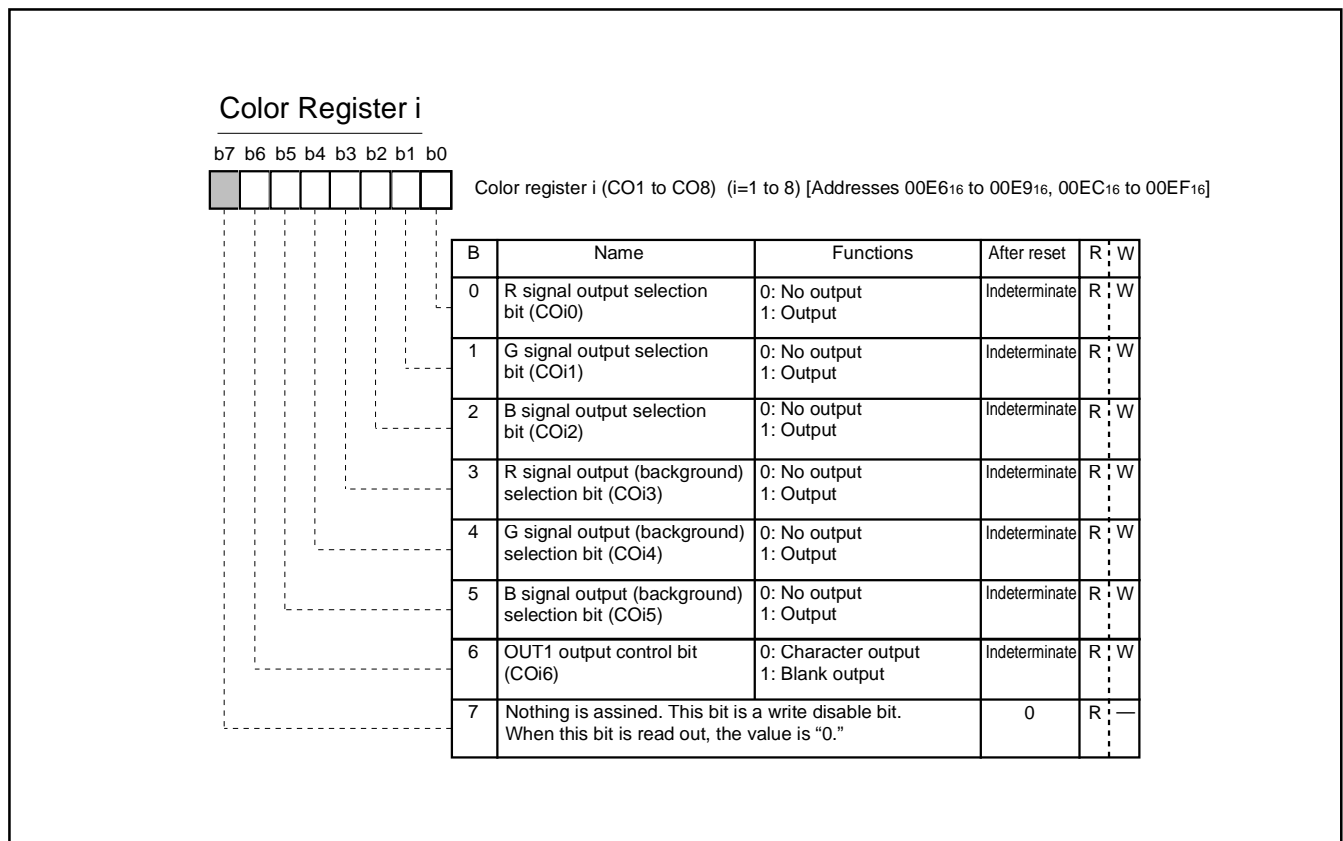 Color Register i
b7 b6 b5 b4 b3 b2 b1 b0
Color register i (CO1 to CO8) (i=1 to 8) [Addresses 00E616 to 00E916, 00EC16 to 00EF16]
B Name Functions After reset R W
0 R signal output selection bit (COi0) 0: No output 1: Output Indeterminate R W
1 G signal output selection bit (COi1) 0: No output 1: Output Indeterminate R W
2 B signal output selection bit (COi2) 0: No output 1: Output Indeterminate R W
3 R signal output (background) selection bit (COi3) 0: No output 1: Output Indeterminate R W
4 G signal output (background) selection bit (COi4) 0: No output 1: Output Indeterminate R W
5 B signal output (background) selection bit (COi5) 0: No output 1: Output Indeterminate R W
6 OUT1 output control bit (COi6) 0: Character output 1: Blank output Indeterminate R W
7 Nothing is assined. This bit is a write disable bit. When this bit is read out, the value is “0.” 0 R —